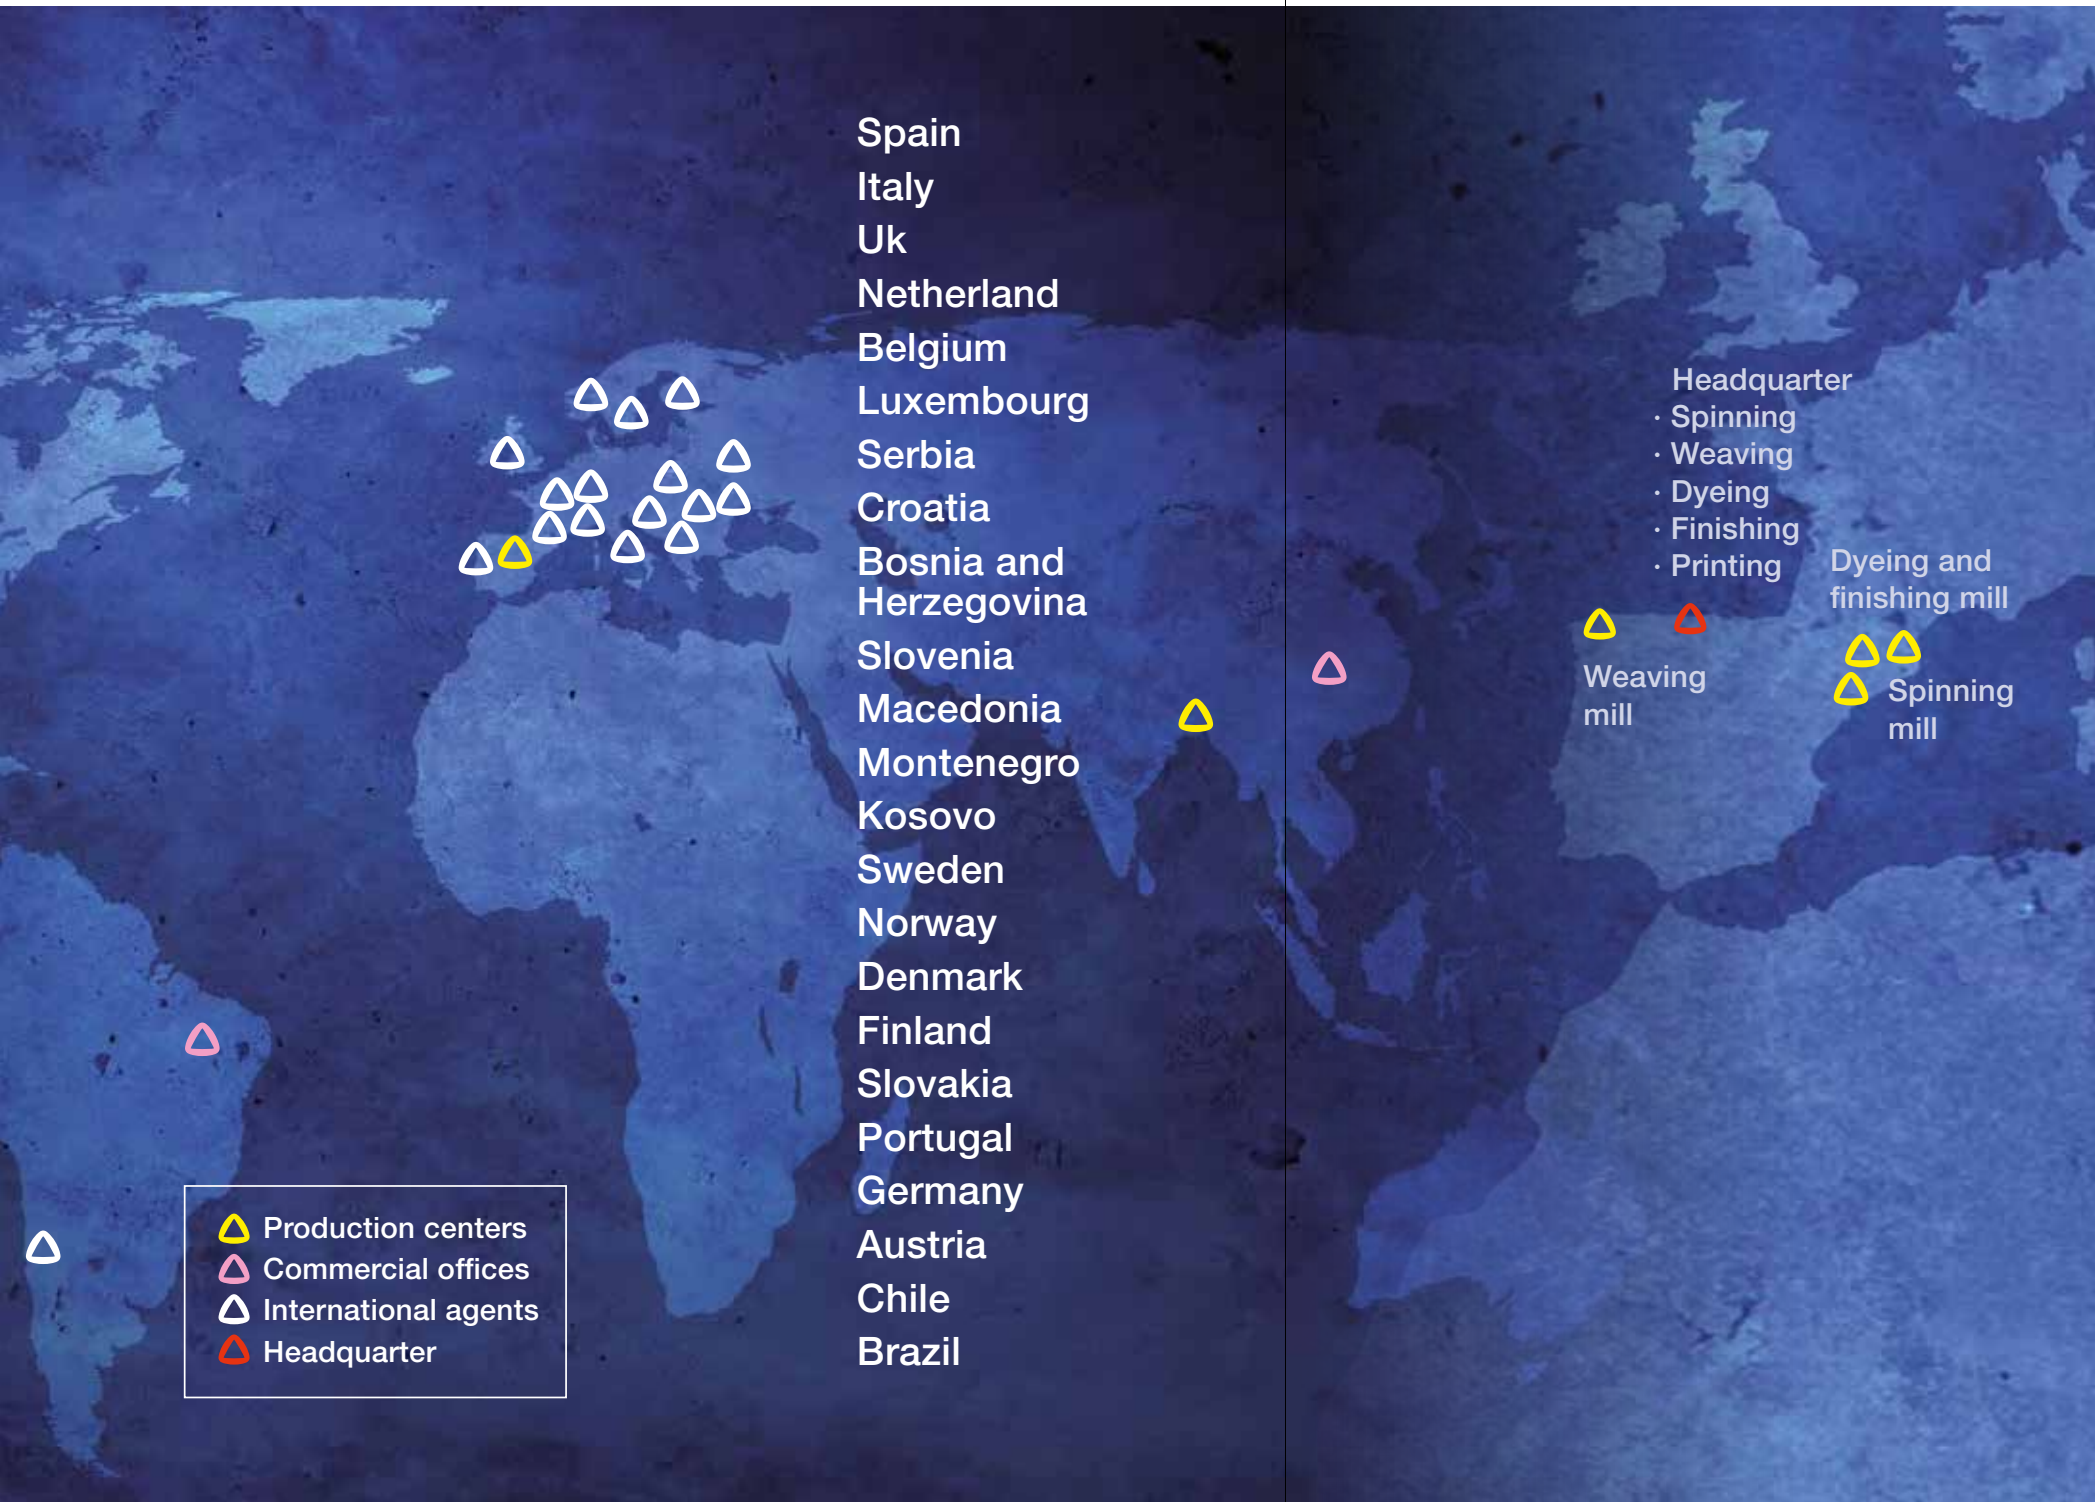 Spain
Italy
Uk
Netherland
Belgium
Luxembourg
Serbia
Croatia
Bosnia and
Herzegovina
Slovenia
Macedonia
Montenegro
Kosovo
Sweden
Norway
Denmark
Finland
Slovakia
Portugal
Germany
Austria
Chile
Brazil
Production centers
Commercial offices
International agents
Headquarter
Headquarter
· Spinning
· Weaving
· Dyeing
· Finishing
· Printing
Dyeing and
finishing mill
Weaving
mill
Spinning
mill